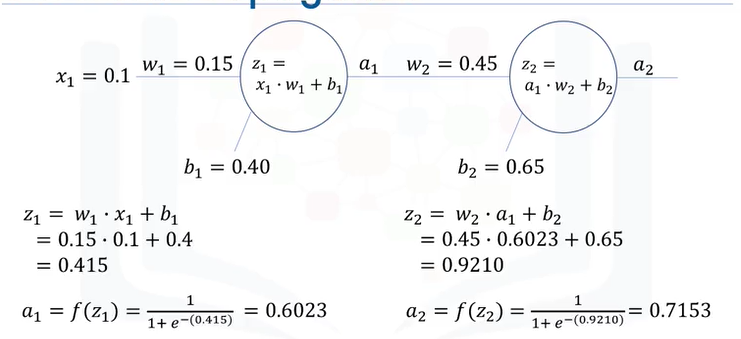 x₁ = 0.1
w₁ = 0.15
z₁ =
x₁ · w₁ + b₁
a₁
w₂ = 0.45
z₂ =
a₁ · w₂ + b₂
a₂
b₁ = 0.40
b₂ = 0.65
z₁ = w₁ · x₁ + b₁
= 0.15 · 0.1 + 0.4
= 0.415
a₁ = f(z₁) = 1 / (1+ e^−(0.415)) = 0.6023
z₂ = w₂ · a₁ + b₂
= 0.45 · 0.6023 + 0.65
= 0.9210
a₂ = f(z₂) = 1 / (1+ e^−(0.9210)) = 0.7153